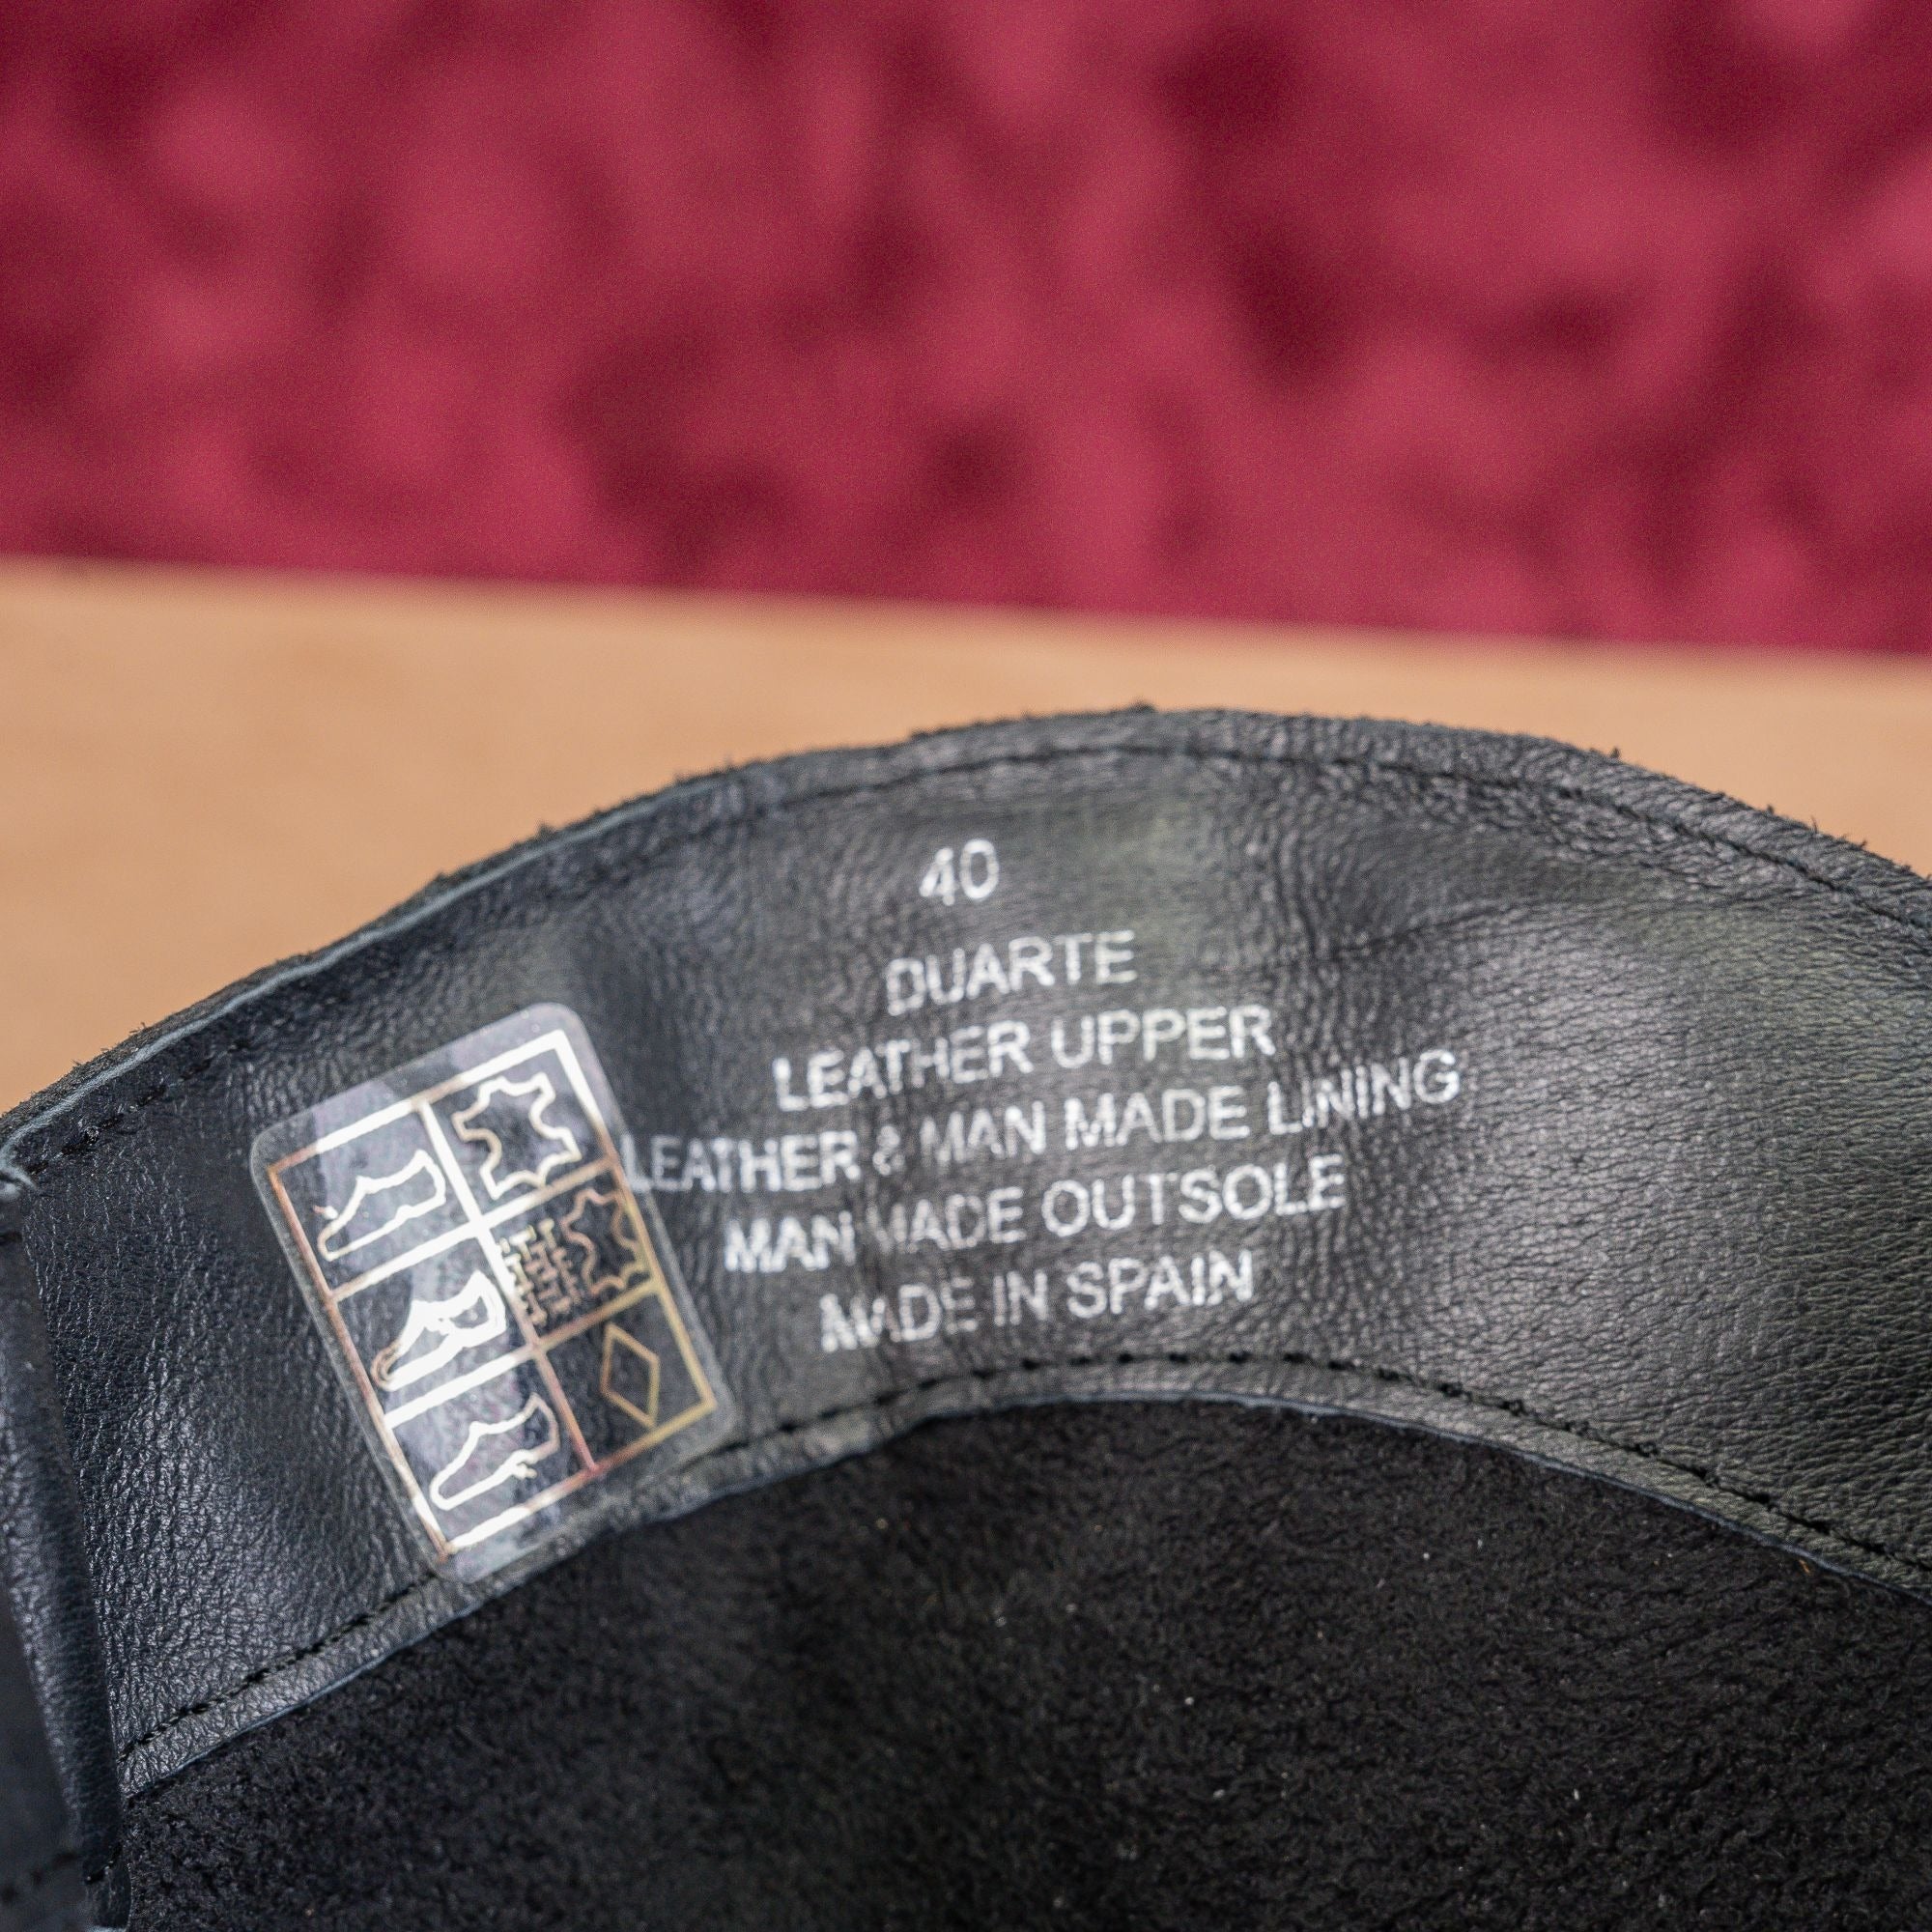 40
DUARTE
LEATHER UPPER
LEATHER & MAN MADE LINING
MAN MADE OUTSOLE
MADE IN SPAIN